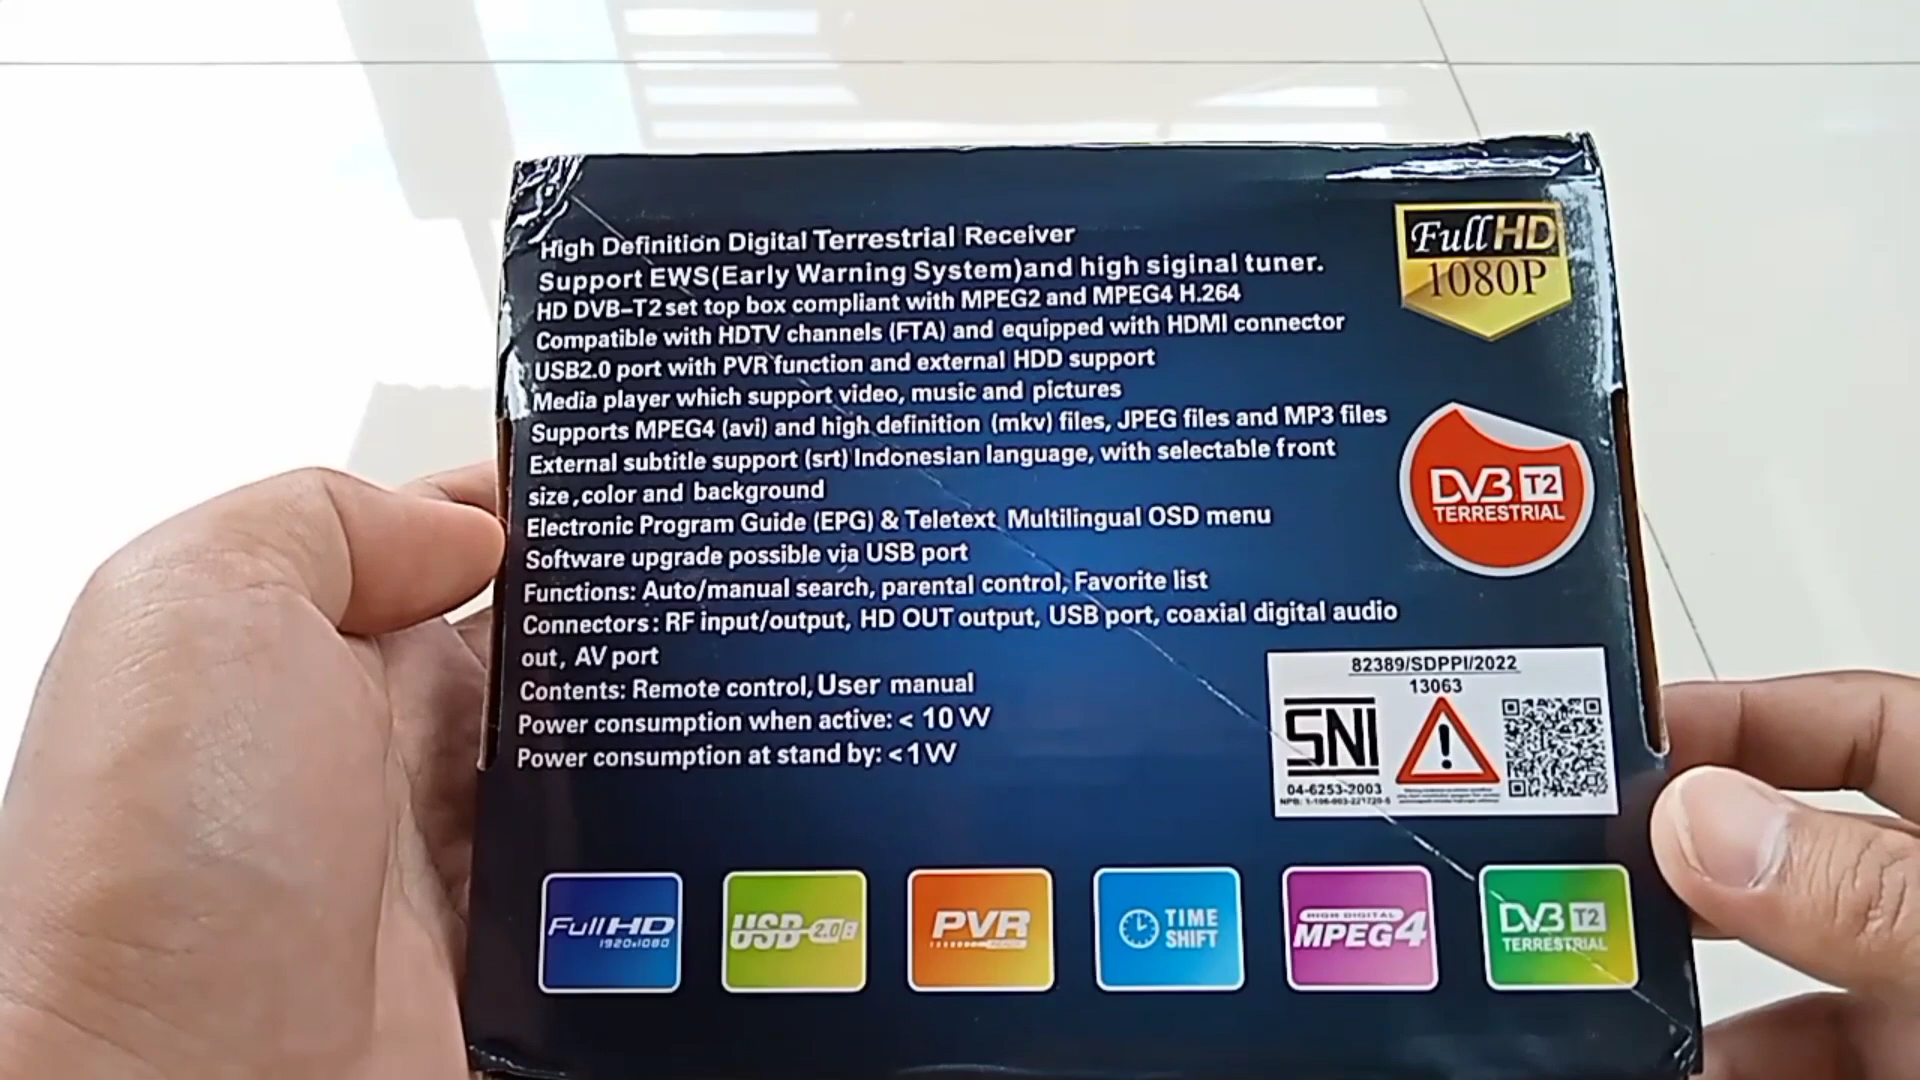 High Definition Digital Terrestrial Receiver
Support EWS(Early Warning System)and high siginal tuner.
HD DVB-T2 set top box compliant with MPEG2 and MPEG4 H.264
Compatible with HDTV channels (FTA) and equipped with HDMI connector
USB2.0 port with PVR function and external HDD support
Media player which support video, music and pictures
Supports MPEG4 (avi) and high definition (mkv) files, JPEG files and MP3 files
External subtitle support (srt) Indonesian language, with selectable front
size,color and background
Electronic Program Guide (EPG) & Teletext Multilingual OSD menu
Software upgrade possible via USB port
Functions: Auto/manual search, parental control, Favorite list
Connectors: RF input/output, HD OUT output, USB port, coaxial digital audio
out, AV port
Contents: Remote control, User manual
Power consumption when active: < 10 W
Power consumption at stand by: <1W
Full HD
1080P
DVB T2
TERRESTRIAL
82389/SDPPI/2022
13063
SNI
04-6253-2003
NPB: 1-106-003-221720-5
Full HD
1920x1080
USB 2.0
PVR
TIME
SHIFT
HIGH DIGITAL
MPEG4
DVB T2
TERRESTRIAL